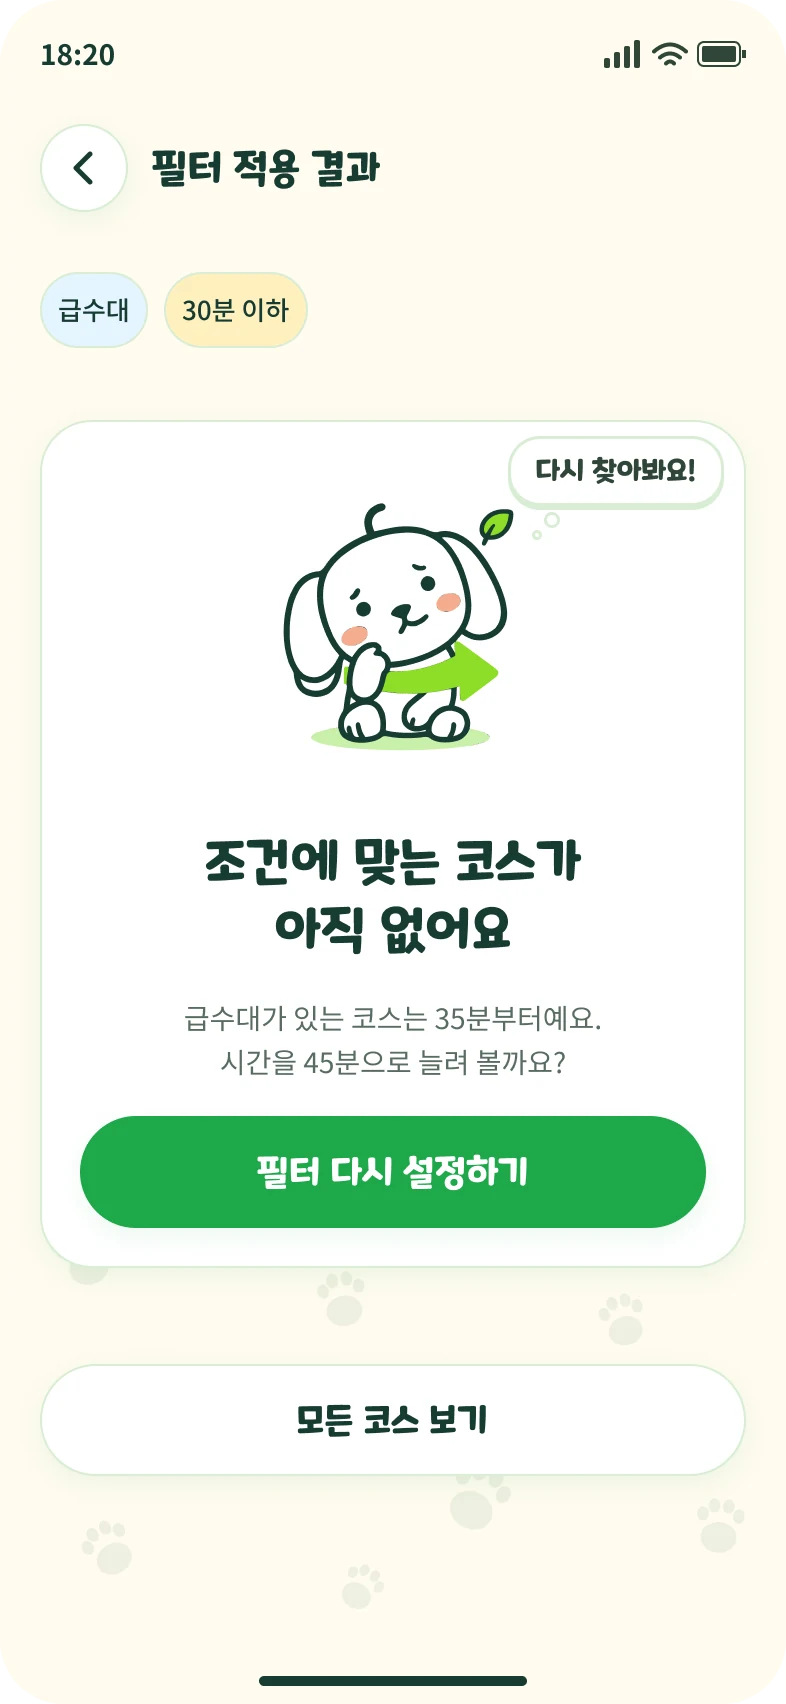 18:20
필터 적용 결과
급수대
30분 이하
다시 찾아봐요!
조건에 맞는 코스가
아직 없어요
급수대가 있는 코스는 35분부터예요.
시간을 45분으로 늘려 볼까요?
필터 다시 설정하기
모든 코스 보기